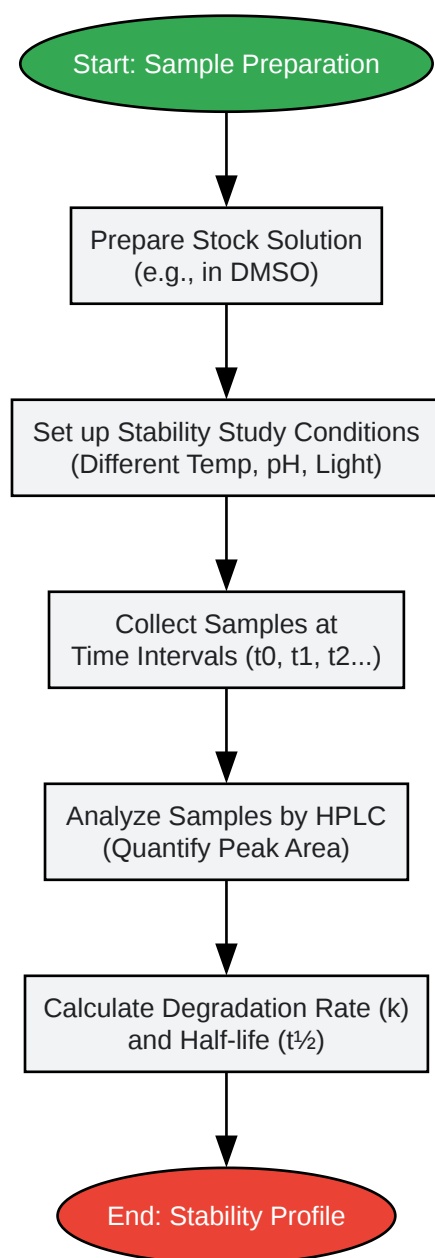 Start: Sample Preparation
Prepare Stock Solution
(e.g., in DMSO)
Set up Stability Study Conditions
(Different Temp, pH, Light)
Collect Samples at
Time Intervals (t0, t1, t2...)
Analyze Samples by HPLC
(Quantify Peak Area)
Calculate Degradation Rate (k)
and Half-life (t½)
End: Stability Profile